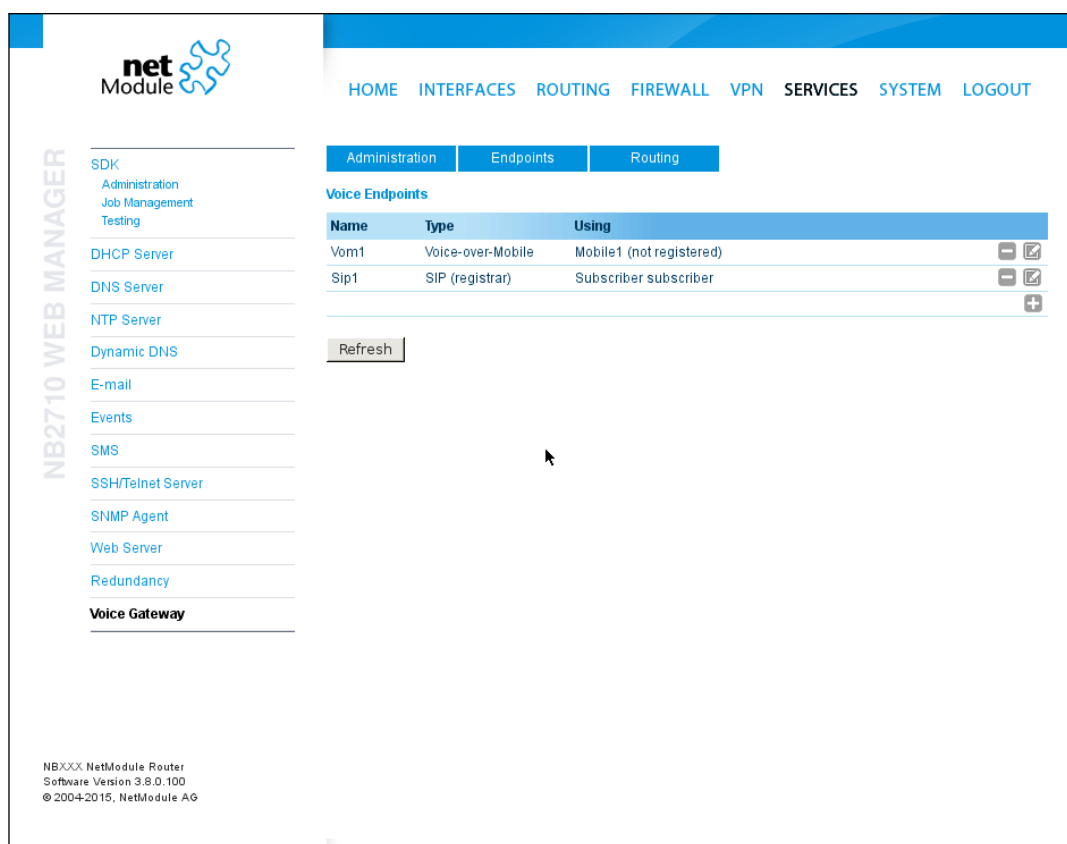 net
Module
HOME INTERFACES ROUTING FIREWALL VPN SERVICES SYSTEM LOGOUT
NB2710 WEB MANAGER
SDK
Administration
Job Management
Testing
DHCP Server
DNS Server
NTP Server
Dynamic DNS
E-mail
Events
SMS
SSH/Telnet Server
SNMP Agent
Web Server
Redundancy
Voice Gateway
Administration Endpoints Routing
Voice Endpoints
Name Type Using
Vom1 Voice-over-Mobile Mobile1 (not registered)
Sip1 SIP (registrar) Subscriber subscriber
Refresh
NBXXX NetModule Router
Software Version 3.8.0.100
© 2004-2015, NetModule AG